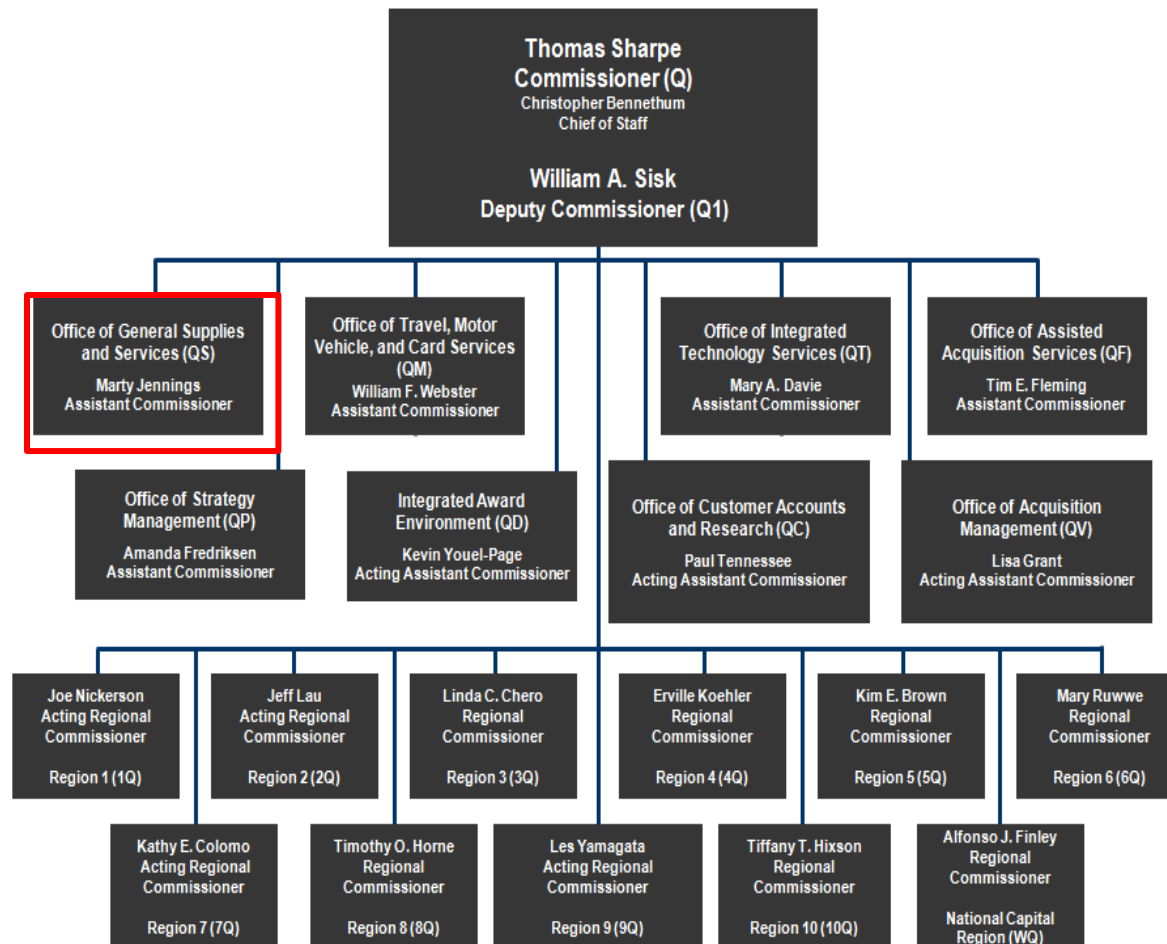 Thomas Sharpe
Commissioner (Q)
Christopher Bennethum
Chief of Staff
William A. Sisk
Deputy Commissioner (Q1)
Office of General Supplies
and Services (QS)
Marty Jennings
Assistant Commissioner
Office of Travel, Motor
Vehicle, and Card Services
(QM)
William F. Webster
Assistant Commissioner
Office of Integrated
Technology Services (QT)
Mary A. Davie
Assistant Commissioner
Office of Assisted
Acquisition Services (QF)
Tim E. Fleming
Assistant Commissioner
Office of Strategy
Management (QP)
Amanda Fredriksen
Assistant Commissioner
Integrated Award
Environment (QD)
Kevin Youel-Page
Acting Assistant Commissioner
Office of Customer Accounts
and Research (QC)
Paul Tennessee
Acting Assistant Commissioner
Office of Acquisition
Management (QV)
Lisa Grant
Acting Assistant Commissioner
Joe Nickerson
Acting Regional
Commissioner
Region 1 (1Q)
Jeff Lau
Acting Regional
Commissioner
Region 2 (2Q)
Linda C. Chero
Regional
Commissioner
Region 3 (3Q)
Erville Koehler
Regional
Commissioner
Region 4 (4Q)
Kim E. Brown
Regional
Commissioner
Region 5 (5Q)
Mary Ruwwe
Regional
Commissioner
Region 6 (6Q)
Kathy E. Colomo
Acting Regional
Commissioner
Region 7 (7Q)
Timothy O. Horne
Regional
Commissioner
Region 8 (8Q)
Les Yamagata
Acting Regional
Commissioner
Region 9 (9Q)
Tiffany T. Hixson
Regional
Commissioner
Region 10 (10Q)
Alfonso J. Finley
Regional
Commissioner
National Capital
Region (WQ)